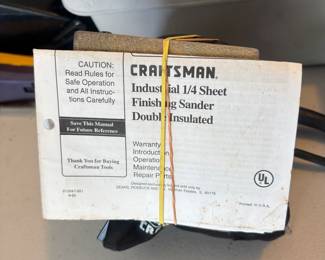 CAUTION:
Read Rules for
Safe Operation
and All Instruc-
tions Carefully
Save This Manual
For Future Reference
Thank You for Buying
Craftsman Tools
CRAFTSMAN®
Industrial 1/4 Sheet
Finishing Sander
Double Insulated
Warranty
Introduction
Operation
Maintenance
Repair Parts
UL
Printed in U.S.A.